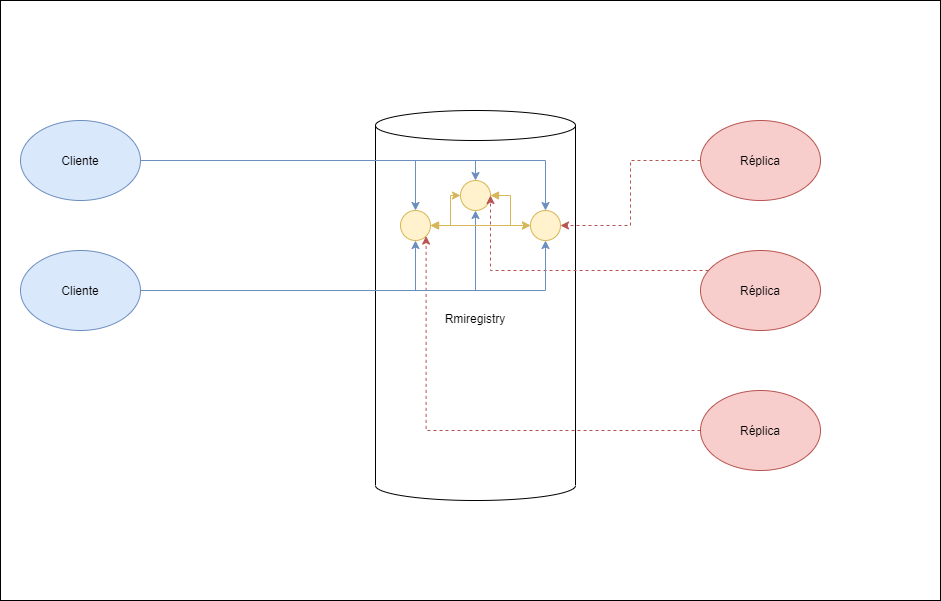 Cliente
Réplica
Cliente
Réplica
Rmiregistry
Réplica